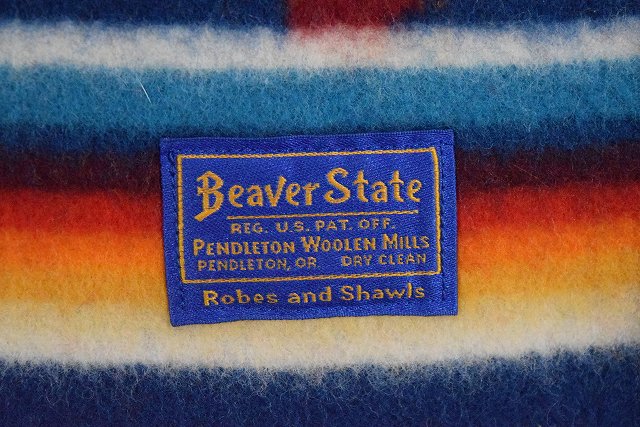 Beaver State
REG. U.S. PAT. OFF.
PENDLETON WOOLEN MILLS
PENDLETON, OR DRY CLEAN
Robes and Shawls